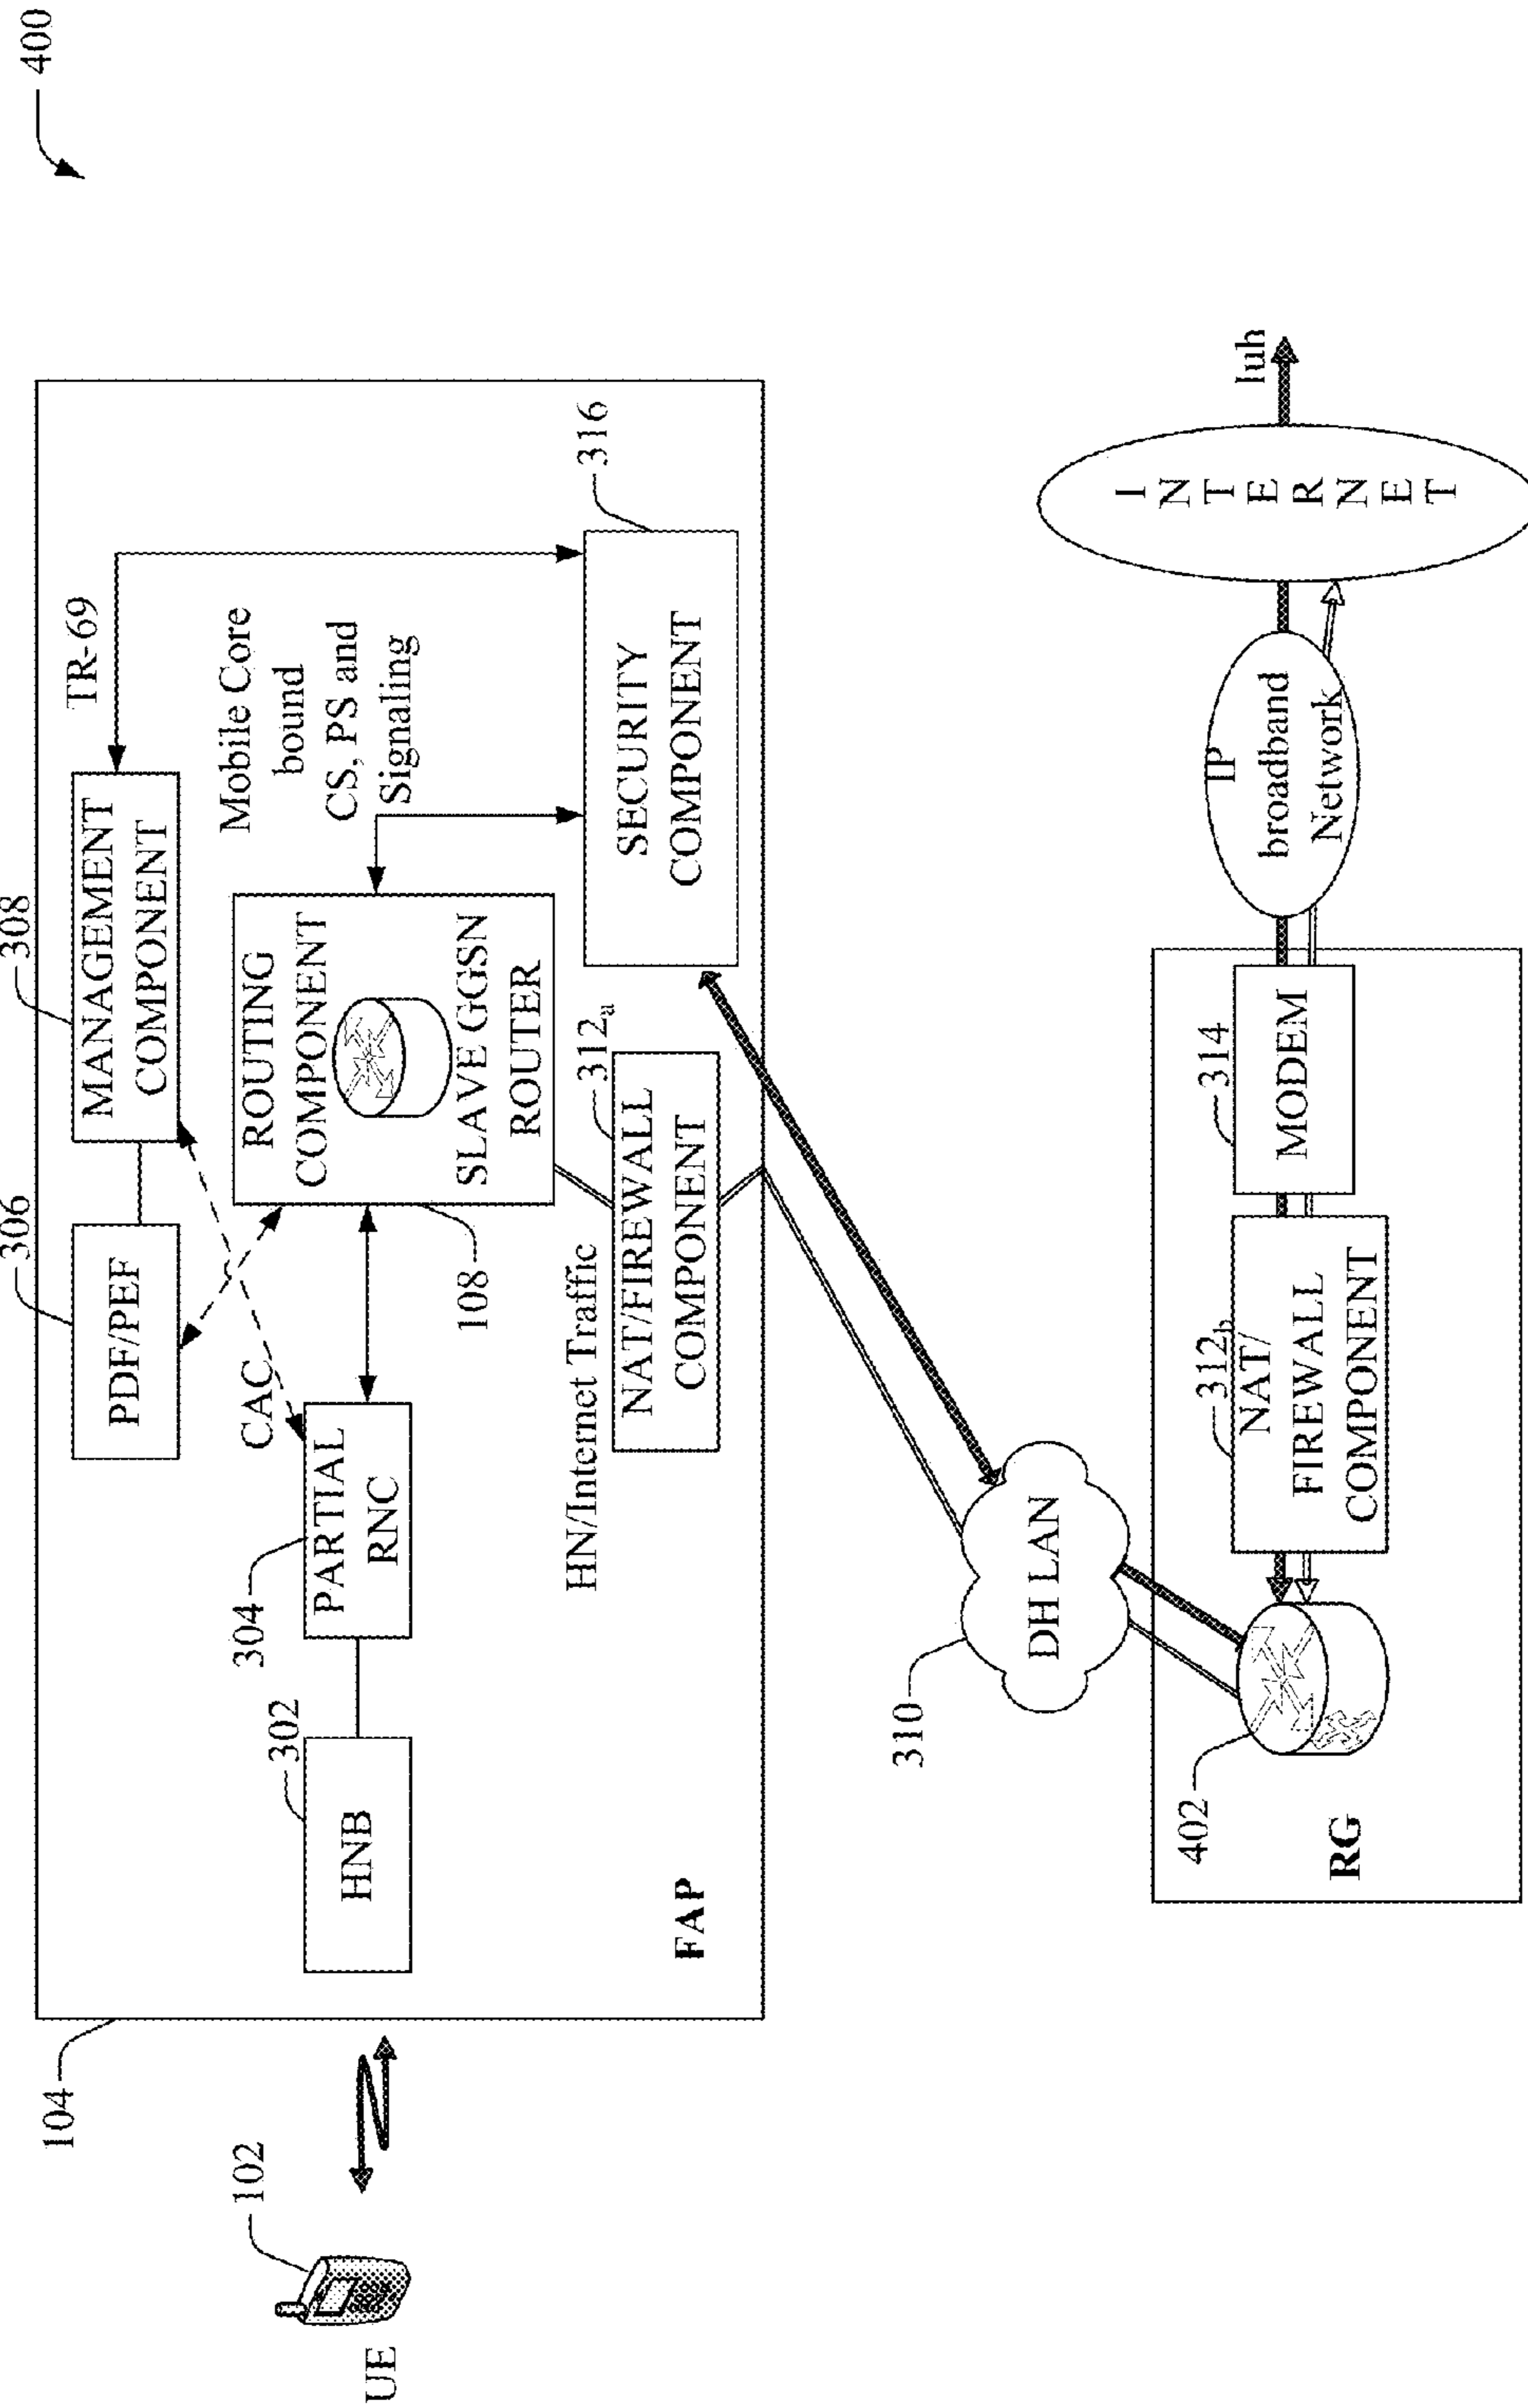 400
104
102
UE
FAP
306
PDF/PEF
308
MANAGEMENT
COMPONENT
TR-69
CAC
302
HNB
304
PARTIAL
RNC
108
ROUTING
COMPONENT
SLAVE GGSN
ROUTER
Mobile Core
bound
CS, PS and
Signaling
HN/Internet Traffic
312a
NAT/FIREWALL
COMPONENT
316
SECURITY
COMPONENT
310
DH LAN
402
RG
312b
NAT/
FIREWALL
COMPONENT
314
MODEM
IP
broadband
Network
INTERNET
Iuh